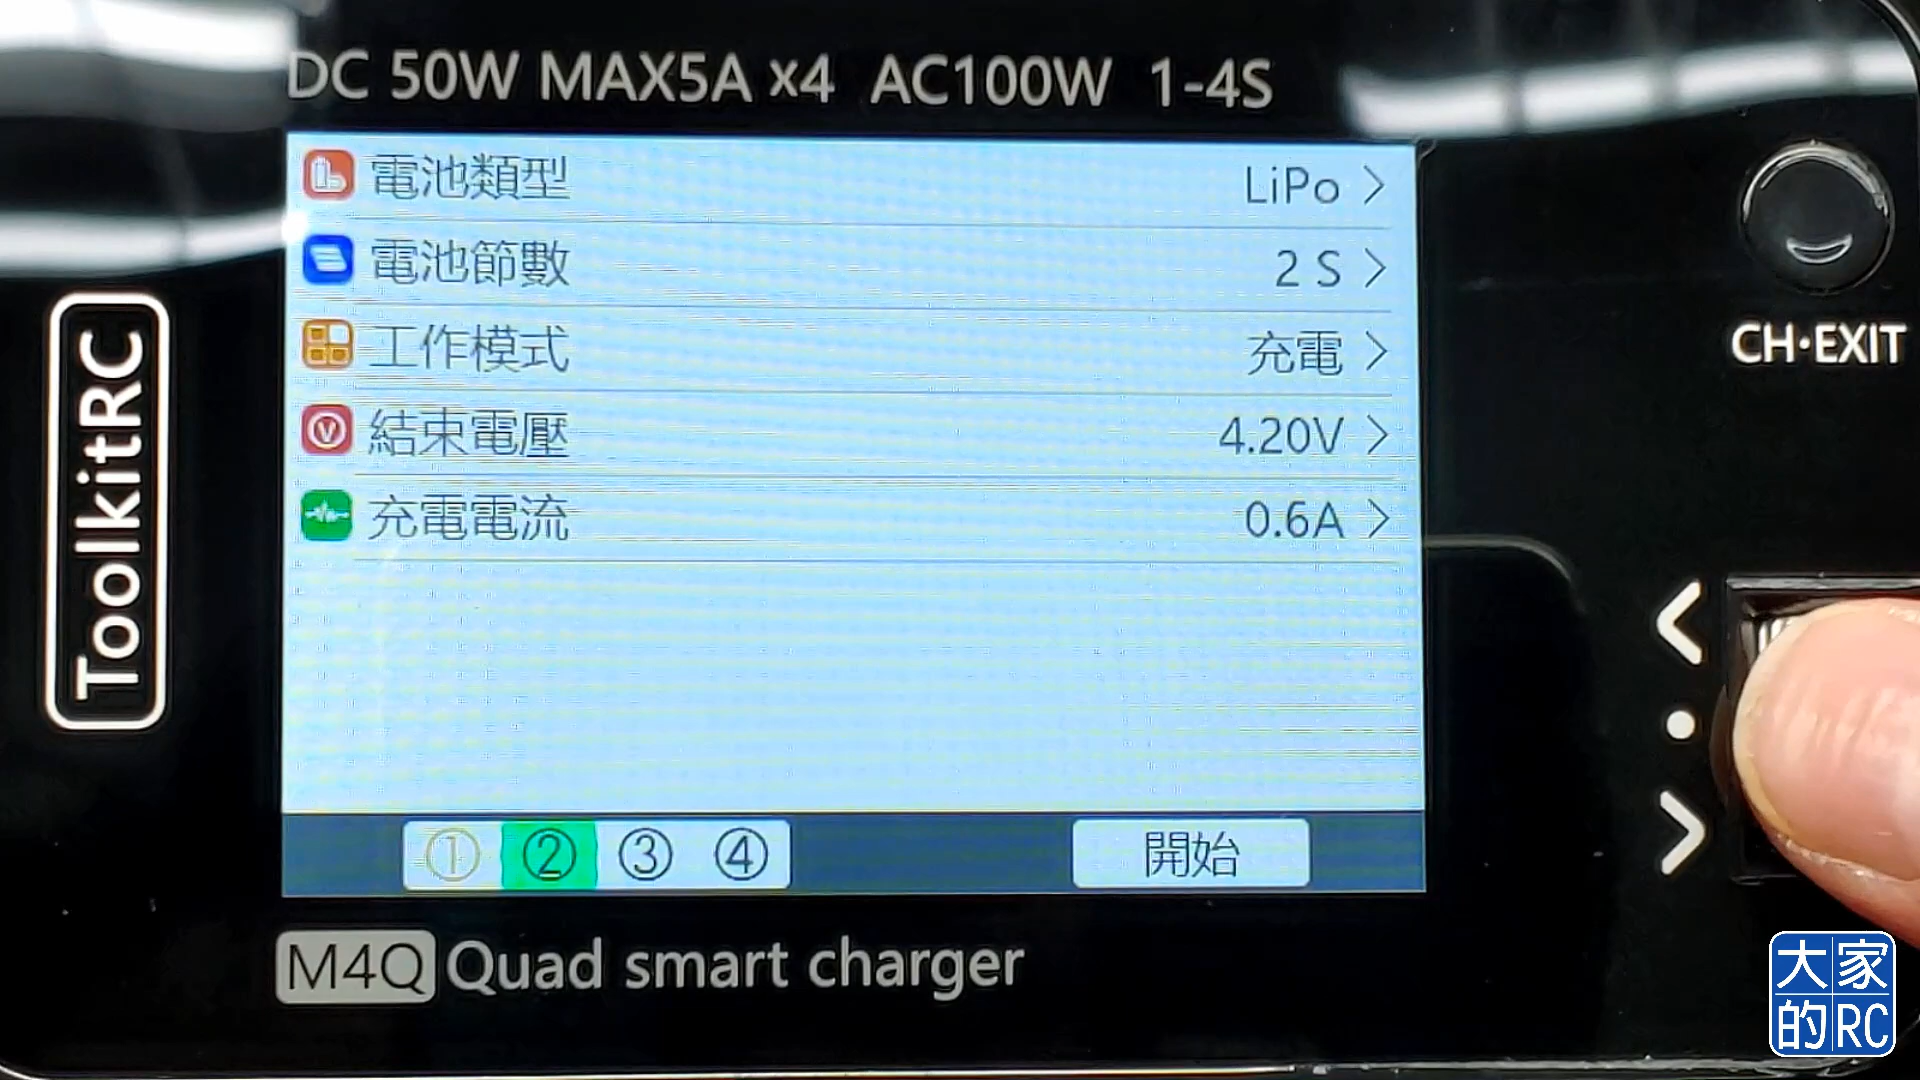 DC 50W MAX5A x4 AC100W 1-4S
電池類型 LiPo >
電池節數 2 S >
工作模式 充電 >
結束電壓 4.20V >
充電電流 0.6A >
① ② ③ ④ 開始
M4Q Quad smart charger
ToolkitRC
CH·EXIT
大家
的RC